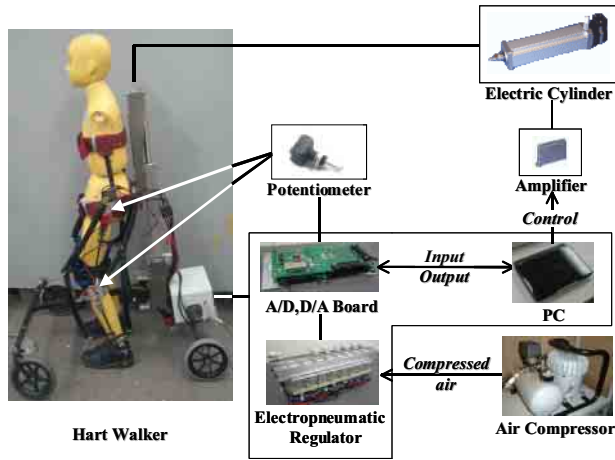 Electric Cylinder
Potentiometer
Amplifier
Control
Input
Output
A/D,D/A Board
PC
Compressed
air
Electropneumatic
Regulator
Air Compressor
Hart Walker